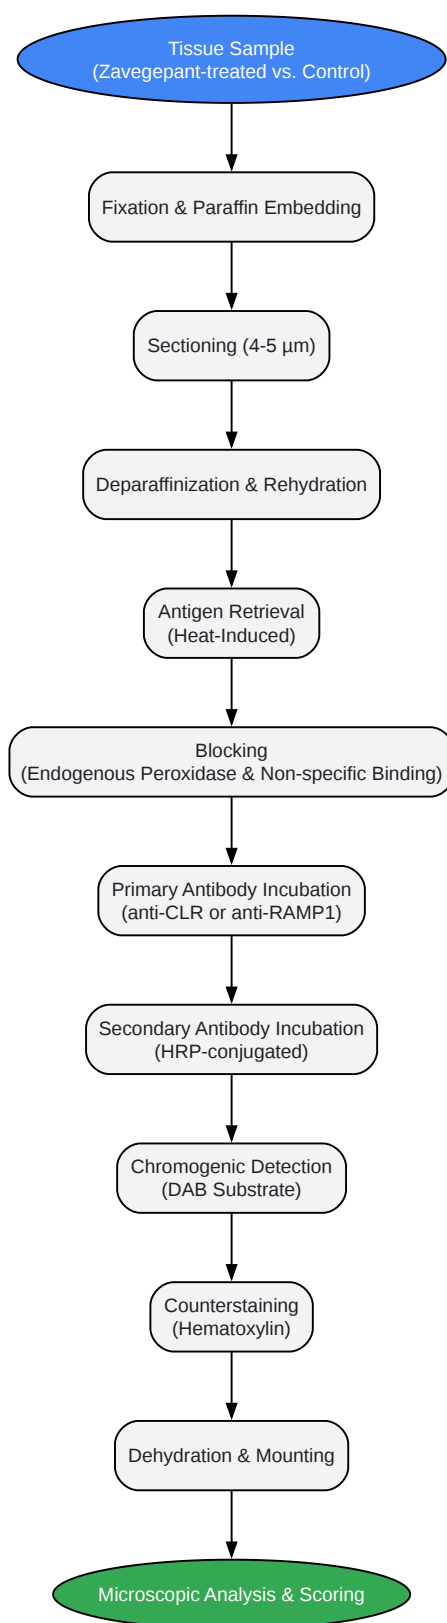 Tissue Sample
(Zavegepant-treated vs. Control)
Fixation & Paraffin Embedding
Sectioning (4-5 µm)
Deparaffinization & Rehydration
Antigen Retrieval
(Heat-Induced)
Blocking
(Endogenous Peroxidase & Non-specific Binding)
Primary Antibody Incubation
(anti-CLR or anti-RAMP1)
Secondary Antibody Incubation
(HRP-conjugated)
Chromogenic Detection
(DAB Substrate)
Counterstaining
(Hematoxylin)
Dehydration & Mounting
Microscopic Analysis & Scoring